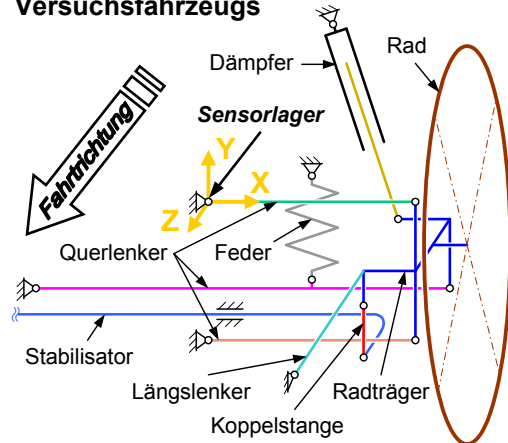 Versuchsfahrzeugs
Rad
Dämpfer
Sensorlager
Fahrtrichtung
Y
X
Z
Querlenker
Feder
Stabilisator
Längslenker
Radträger
Koppelstange